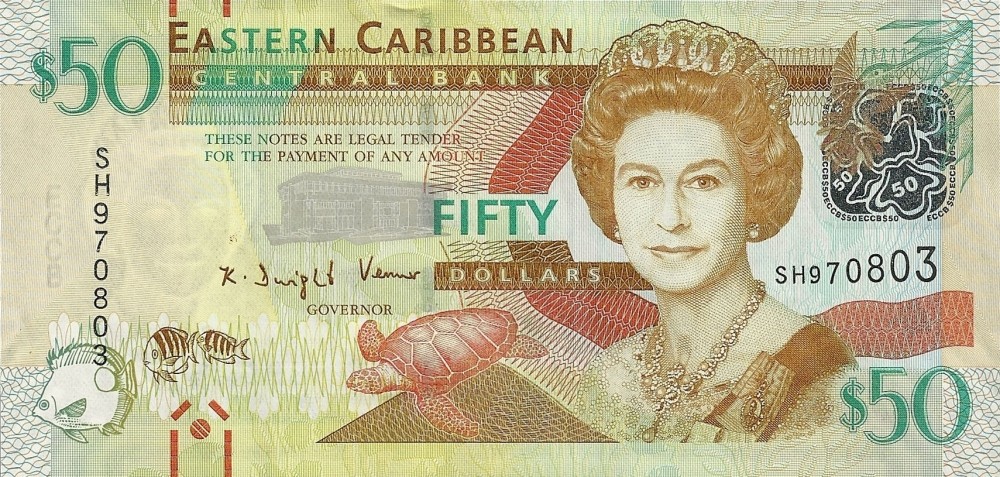 $50
EASTERN CARIBBEAN
CENTRAL BANK
THESE NOTES ARE LEGAL TENDER
FOR THE PAYMENT OF ANY AMOUNT
FIFTY
DOLLARS
K. Dwight Venner
GOVERNOR
SH970803
SH970803
50
50
ECCB$50ECCB$50ECCB$50
$50